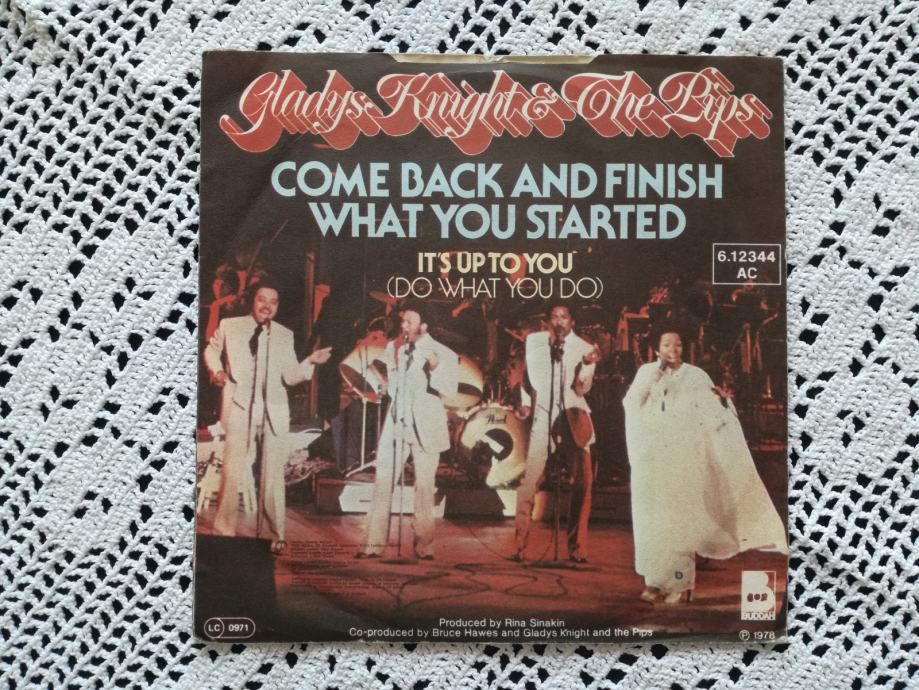 Gladys Knight & The Pips
COME BACK AND FINISH
WHAT YOU STARTED
IT'S UP TO YOU
(DO WHAT YOU DO)
6.12344
AC
BUDDAH
Produced by Rina Sinakin
Co-produced by Bruce Hawes and Gladys Knight and the Pips
LC 0971
Ⓟ 1978